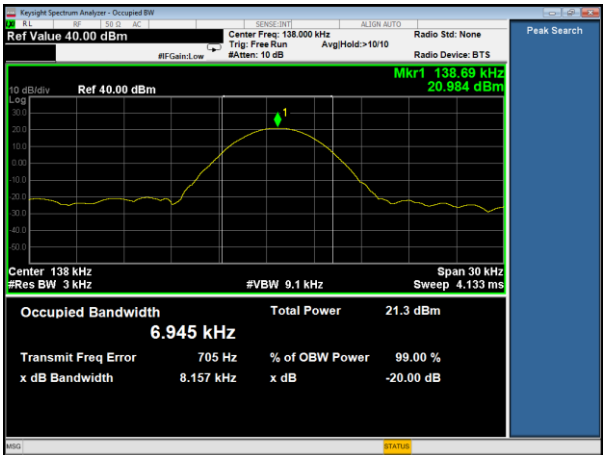 Keysight Spectrum Analyzer - Occupied BW
RL RF 50 Ω AC SENSE:INT ALIGN AUTO
Ref Value 40.00 dBm
Center Freq: 138.000 kHz
Radio Std: None
Trig: Free Run Avg|Hold:>10/10
#IFGain:Low
#Atten: 10 dB
Radio Device: BTS
Peak Search
Mkr1 138.69 kHz
20.984 dBm
10 dB/div Ref 40.00 dBm
Log
30.0
20.0
10.0
0.00
-10.0
-20.0
-30.0
-40.0
-50.0
1
Center 138 kHz
Span 30 kHz
#Res BW 3 kHz
#VBW 9.1 kHz
Sweep 4.133 ms
Occupied Bandwidth
6.945 kHz
Total Power 21.3 dBm
Transmit Freq Error 705 Hz
% of OBW Power 99.00 %
x dB Bandwidth 8.157 kHz
x dB -20.00 dB
MSG
STATUS